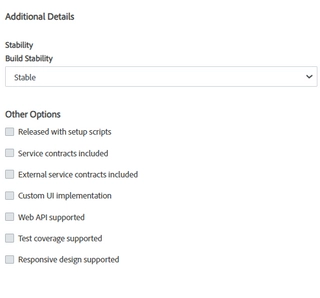 Additional Details
Stability
Build Stability
Stable
Other Options
Released with setup scripts
Service contracts included
External service contracts included
Custom UI implementation
Web API supported
Test coverage supported
Responsive design supported